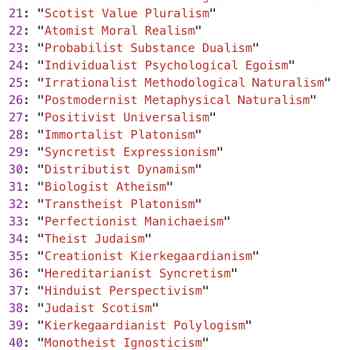 21: "Scotist Value Pluralism"
22: "Atomist Moral Realism"
23: "Probabilist Substance Dualism"
24: "Individualist Psychological Egoism"
25: "Irrationalist Methodological Naturalism"
26: "Postmodernist Metaphysical Naturalism"
27: "Positivist Universalism"
28: "Immortalist Platonism"
29: "Syncretist Expressionism"
30: "Distributist Dynamism"
31: "Biologist Atheism"
32: "Transtheist Platonism"
33: "Perfectionist Manichaeism"
34: "Theist Judaism"
35: "Creationist Kierkegaardianism"
36: "Hereditarianist Syncretism"
37: "Hinduist Perspectivism"
38: "Judaist Scotism"
39: "Kierkegaardianist Polylogism"
40: "Monotheist Ignosticism"